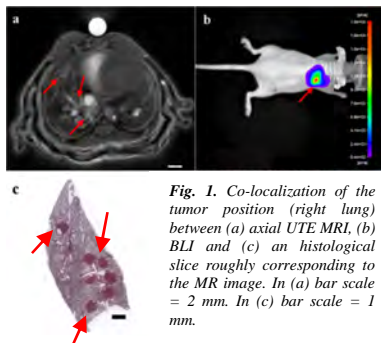 a
b
c
Fig. 1. Co-localization of the
tumor position (right lung)
between (a) axial UTE MRI, (b)
BLI and (c) an histological
slice roughly corresponding to
the MR image. In (a) bar scale
= 2 mm. In (c) bar scale = 1
mm.